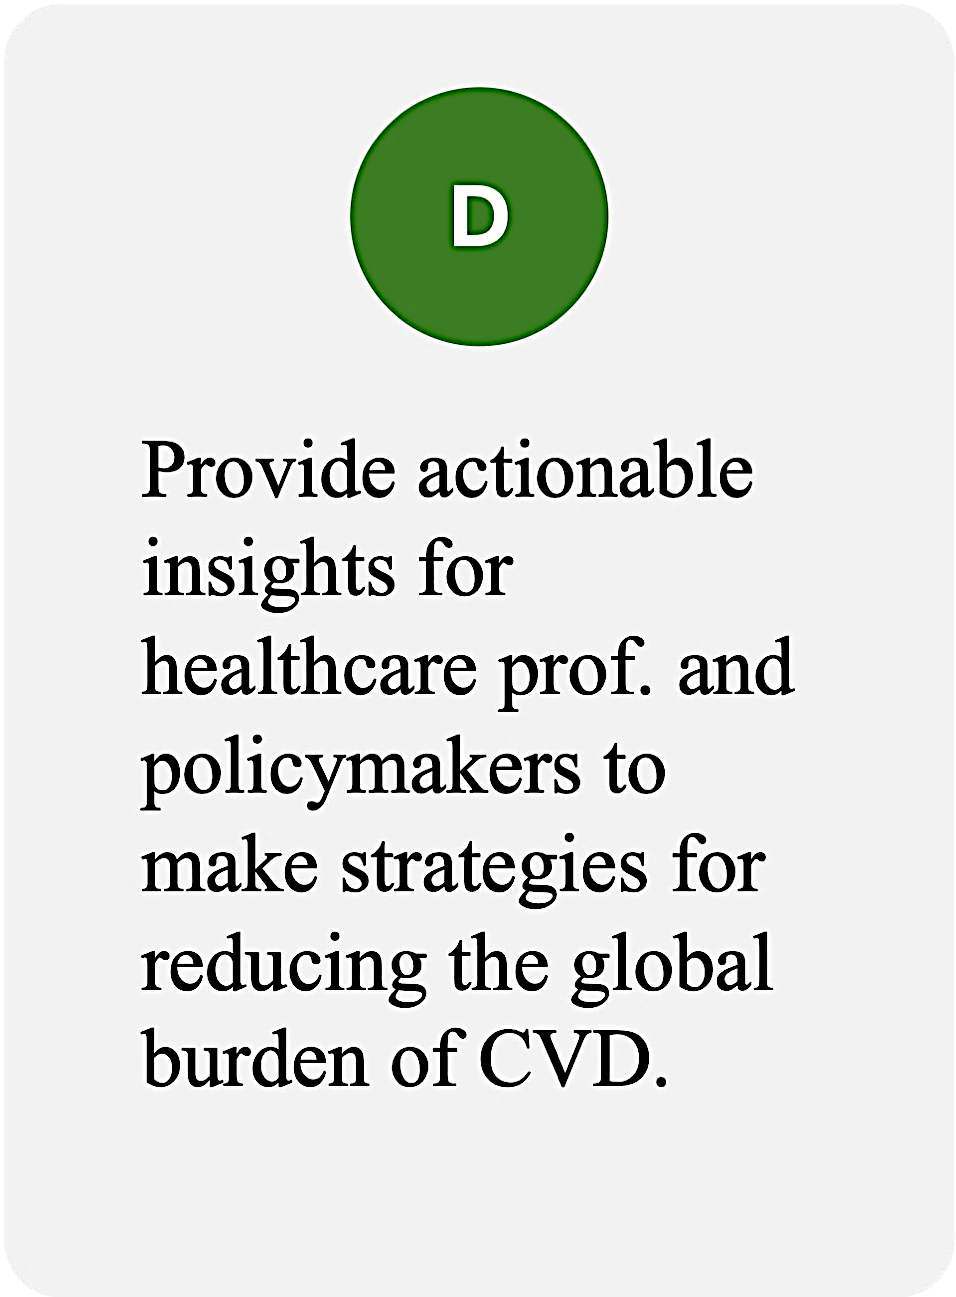 D
Provide actionable
insights for
healthcare prof. and
policymakers to
make strategies for
reducing the global
burden of CVD.